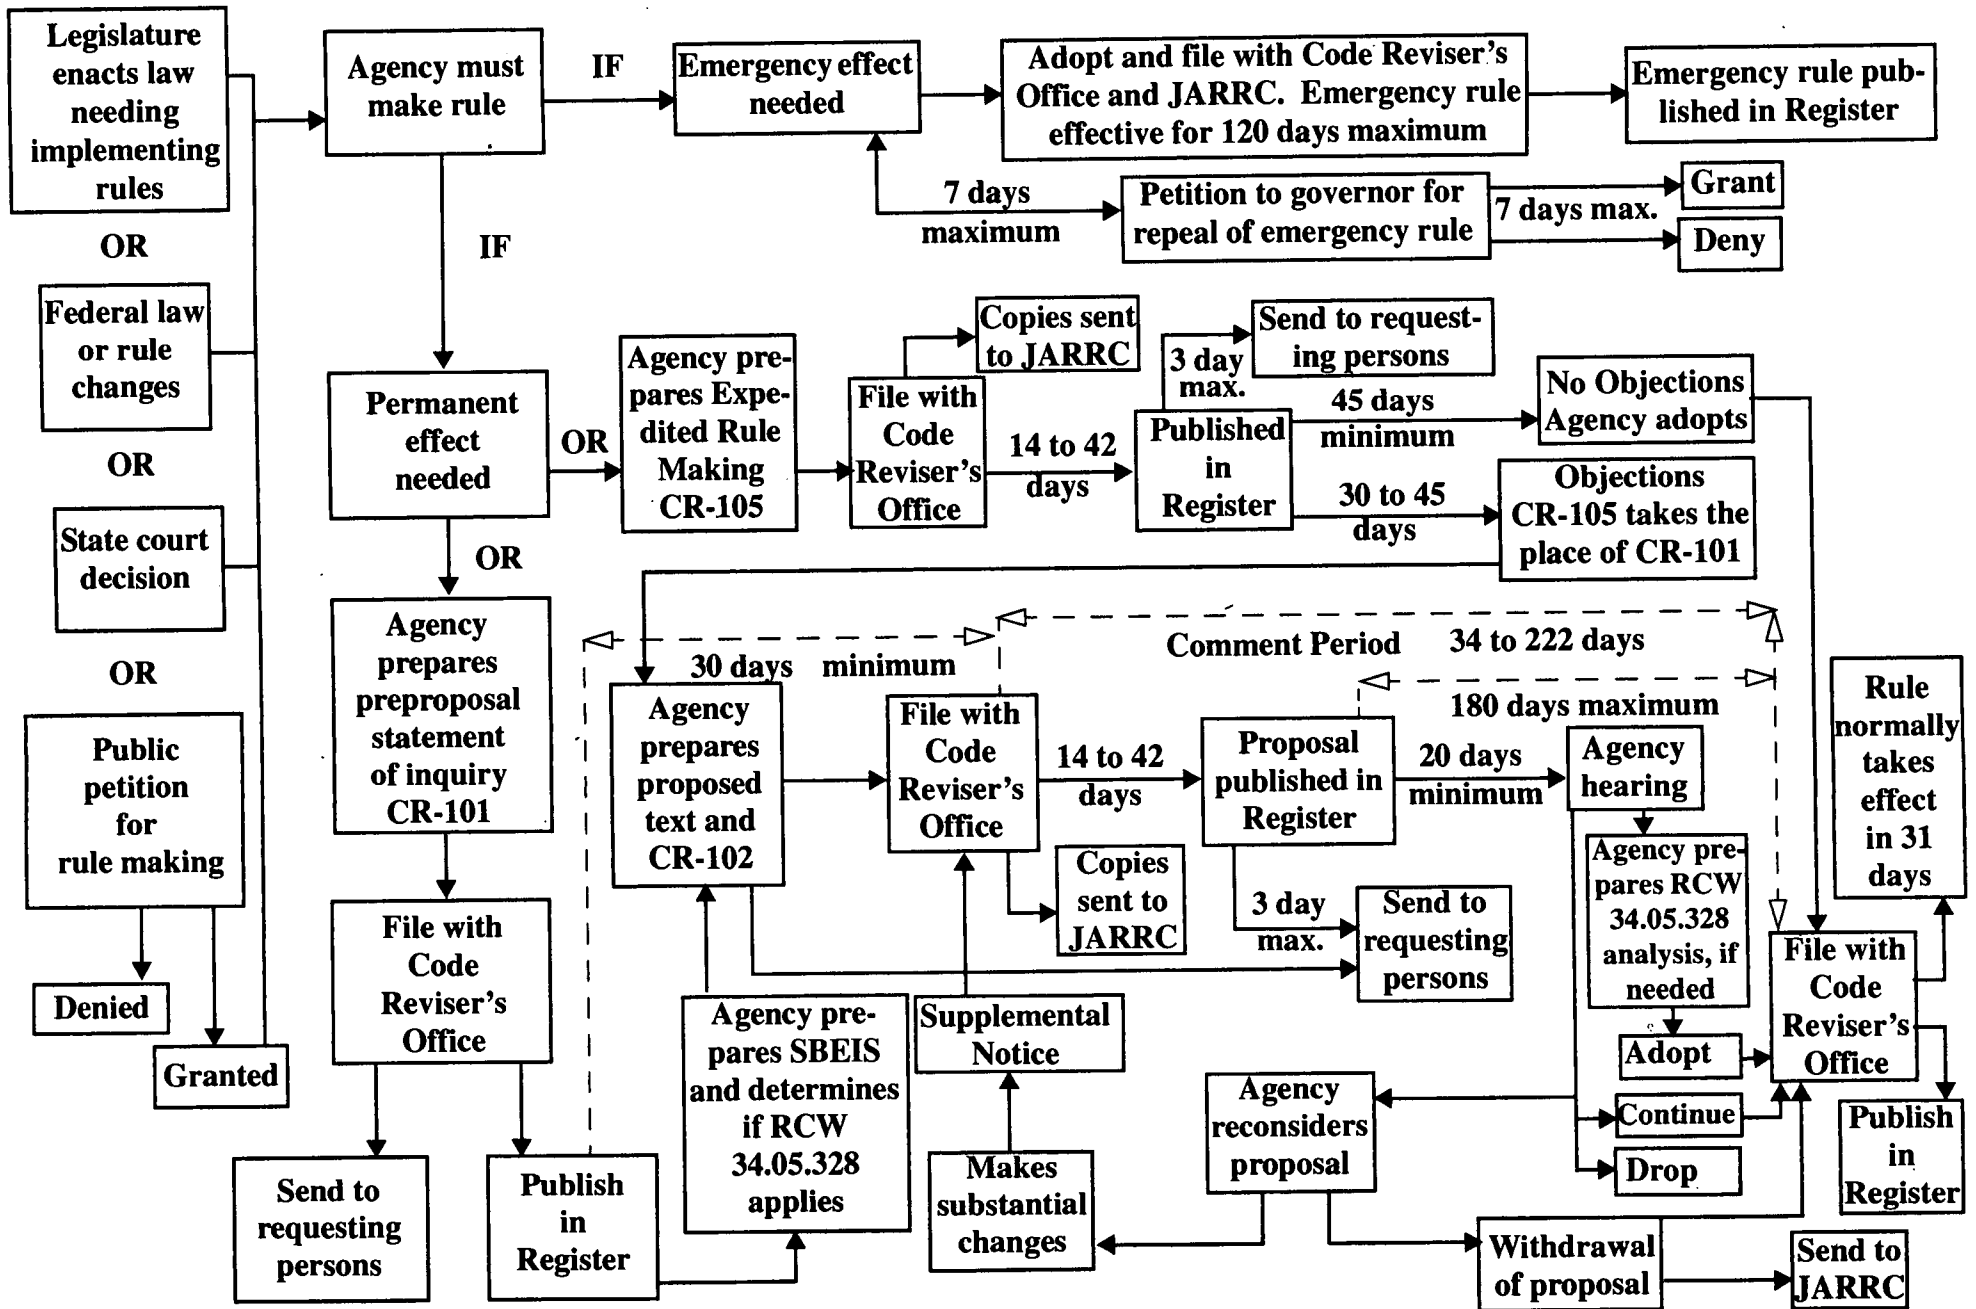 Legislature
enacts law
needing
implementing
rules
OR
Federal law
or rule
changes
OR
State court
decision
OR
Public
petition
for
rule making
Denied
Granted
Agency must
make rule
IF
Emergency effect
needed
Adopt and file with Code Reviser's
Office and JARRC. Emergency rule
effective for 120 days maximum
Emergency rule pub-
lished in Register
7 days
maximum
Petition to governor for
repeal of emergency rule
7 days max.
Grant
Deny
IF
Permanent
effect
needed
OR
Agency pre-
pares Expe-
dited Rule
Making
CR-105
File with
Code
Reviser's
Office
Copies sent
to JARRC
14 to 42
days
Published
in
Register
3 day
max.
Send to request-
ing persons
45 days
minimum
No Objections
Agency adopts
30 to 45
days
Objections
CR-105 takes the
place of CR-101
OR
Agency
prepares
preproposal
statement
of inquiry
CR-101
File with
Code
Reviser's
Office
Send to
requesting
persons
Publish
in
Register
30 days minimum
Agency
prepares
proposed
text and
CR-102
Agency pre-
pares SBEIS
and determines
if RCW
34.05.328
applies
File with
Code
Reviser's
Office
Copies
sent to
JARRC
Supplemental
Notice
Makes
substantial
changes
Comment Period 34 to 222 days
14 to 42
days
Proposal
published in
Register
180 days maximum
20 days
minimum
3 day
max.
Send to
requesting
persons
Agency
hearing
Agency pre-
pares RCW
34.05.328
analysis, if
needed
Adopt
Continue
Drop
Agency
reconsiders
proposal
Withdrawal
of proposal
Send to
JARRC
File with
Code
Reviser's
Office
Rule
normally
takes
effect
in 31
days
Publish
in
Register